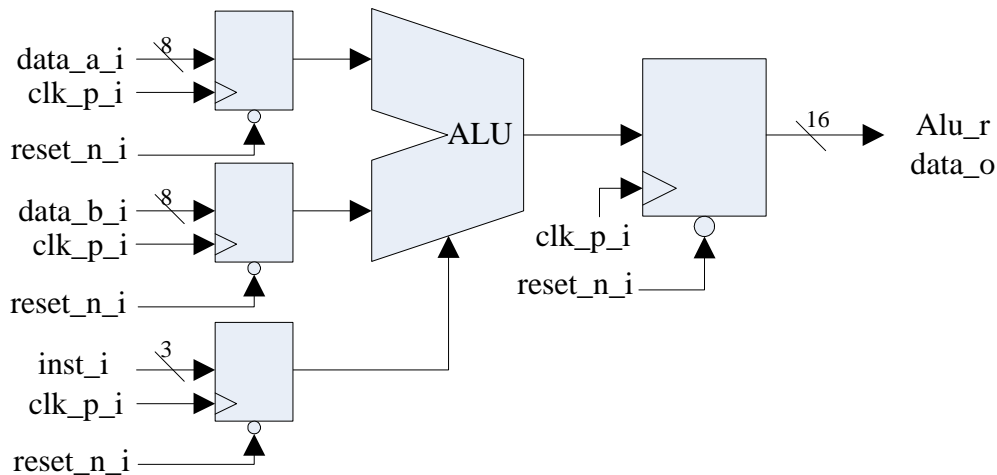 data_a_i
8
clk_p_i
reset_n_i
data_b_i
8
clk_p_i
reset_n_i
inst_i
3
clk_p_i
reset_n_i
ALU
clk_p_i
reset_n_i
16
Alu_r
data_o